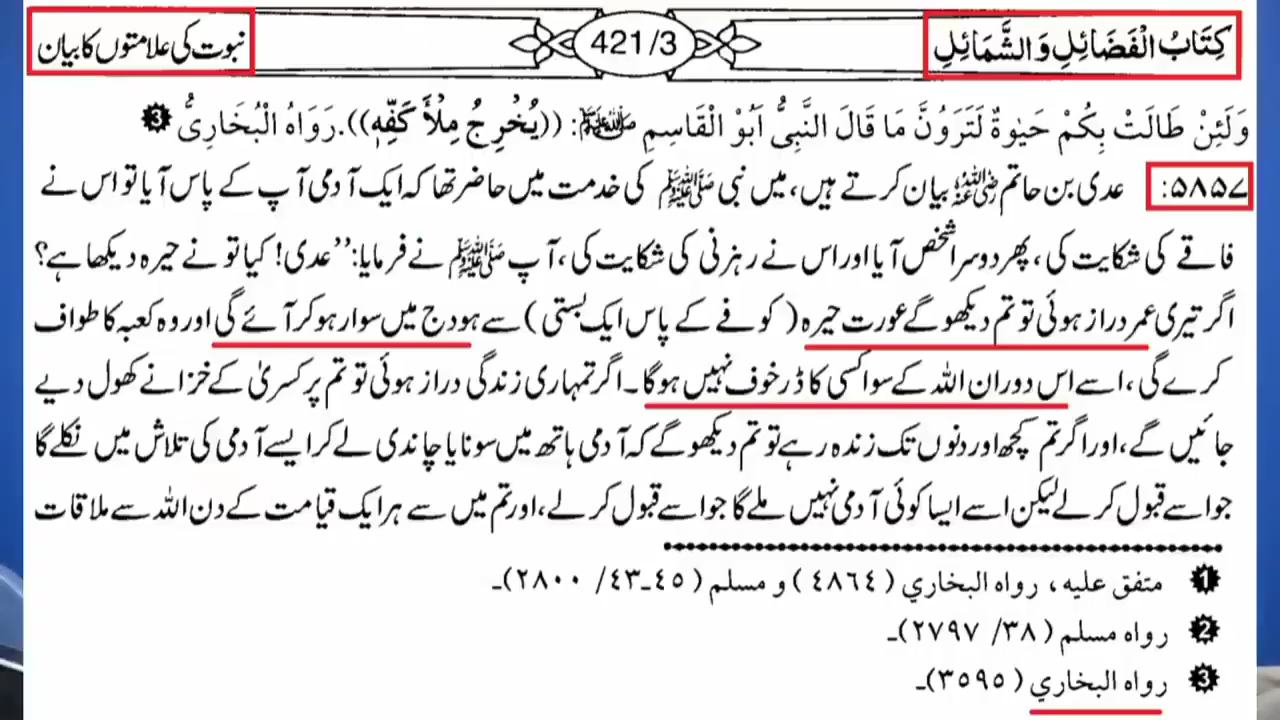 كِتَابُ الْفَضَائِلِ وَالشَّمَائِلِ 421/3 نبوت کی علامتوں کا بیان
وَلَئِنْ طَالَتْ بِكُمْ حَيٰوةٌ لَتَرَوُنَّ مَا قَالَ النَّبِيُّ اَبُو الْقَاسِمِ ﷺ: ((يُخْرِجُ مِلْأَ كَفِّهٖ)). رَوَاهُ الْبُخَارِيُّ ❸
۵۸۵۷: عدی بن حاتم رضی اللہ عنہ بیان کرتے ہیں، میں نبی ﷺ کی خدمت میں حاضر تھا کہ ایک آدمی آپ کے پاس آیا تو اس نے
فاقے کی شکایت کی، پھر دوسرا شخص آیا اور اس نے رہزنی کی شکایت کی، آپ ﷺ نے فرمایا: ’’عدی! کیا تو نے حیرہ دیکھا ہے؟
اگر تیری عمر دراز ہوئی تو تم دیکھو گے عورت حیرہ (کوفے کے پاس ایک بستی) سے ہودج میں سوار ہو کر آئے گی اور وہ کعبہ کا طواف
کرے گی، اسے اس دوران اللہ کے سوا کسی کا ڈر خوف نہیں ہوگا۔ اگر تمہاری زندگی دراز ہوئی تو تم پر کسریٰ کے خزانے کھول دیے
جائیں گے، اور اگر تم کچھ اور دنوں تک زندہ رہے تو تم دیکھو گے کہ آدمی ہاتھ میں سونا یا چاندی لے کر ایسے آدمی کی تلاش میں نکلے گا
جو اسے قبول کر لے لیکن اسے ایسا کوئی آدمی نہیں ملے گا جو اسے قبول کر لے، اور تم میں سے ہر ایک قیامت کے دن اللہ سے ملاقات
❶ متفق عليه، رواه البخاري (٤٨٦٤) و مسلم (٤٥ـ٤٣/ ٢٨٠٠)۔
❷ رواه مسلم (٣٨/ ٢٧٩٧)۔
❸ رواه البخاري (٣٥٩٥)۔